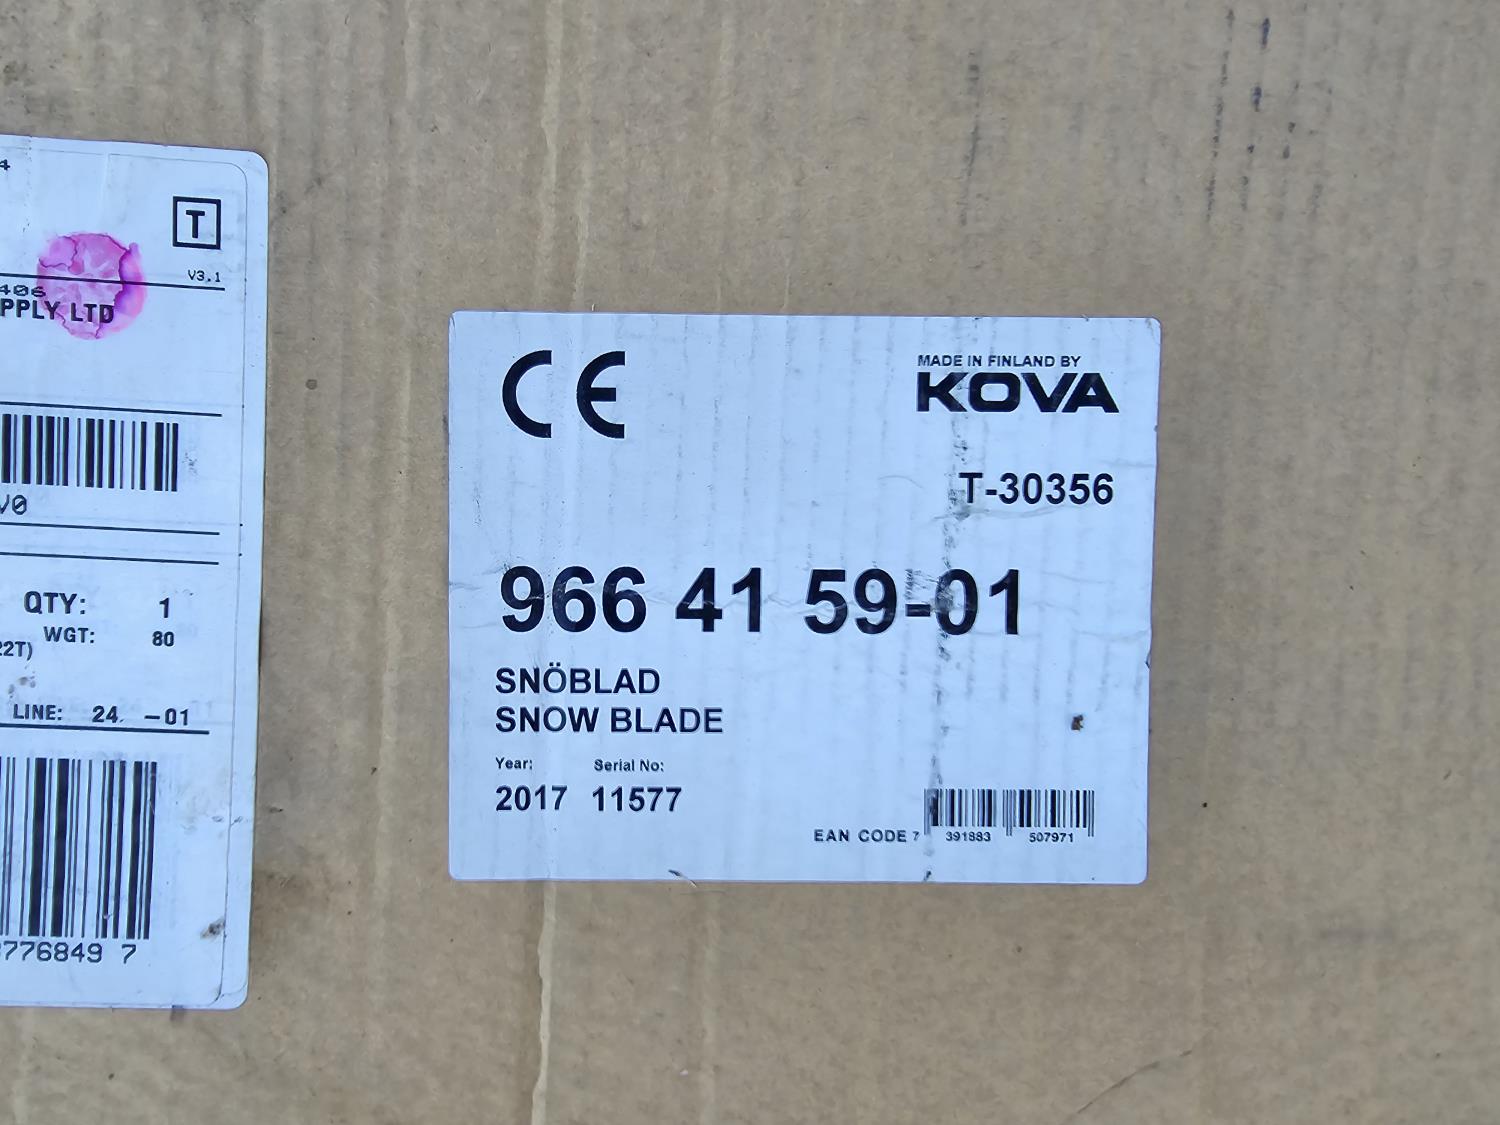 T
V3.1
406
PPLY LTD
V0
QTY: 1
WGT: 80
22T)
LINE: 24 -01
776849 7
CE
MADE IN FINLAND BY
KOVA
T-30356
966 41 59-01
SNÖBLAD
SNOW BLADE
Year: Serial No:
2017 11577
EAN CODE 7 391883 507971